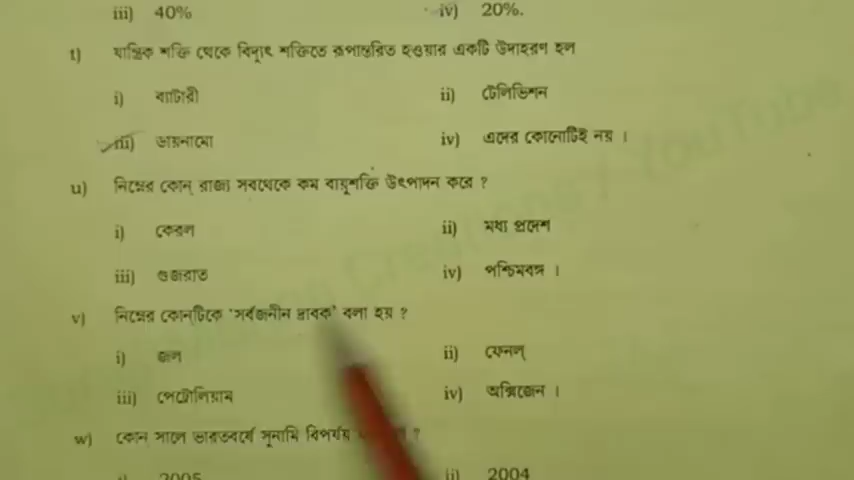 iii) 40% iv) 20%.
t) যান্ত্রিক শক্তি থেকে বিদ্যুৎ শক্তিতে রূপান্তরিত হওয়ার একটি উদাহরণ হল
i) ব্যাটারী ii) টেলিভিশন
iii) ডায়নামো iv) এদের কোনোটিই নয় ।
u) নিম্নের কোন্ রাজ্য সবথেকে কম বায়ুশক্তি উৎপাদন করে ?
i) কেরল ii) মধ্য প্রদেশ
iii) গুজরাত iv) পশ্চিমবঙ্গ ।
v) নিম্নের কোন্‌টিকে ‘সর্বজনীন দ্রাবক’ বলা হয় ?
i) জল ii) ফেনল্
iii) পেট্রোলিয়াম iv) অক্সিজেন ।
w) কোন্ সালে ভারতবর্ষে সুনামি বিপর্যয় ?
i) 2005 ii) 2004